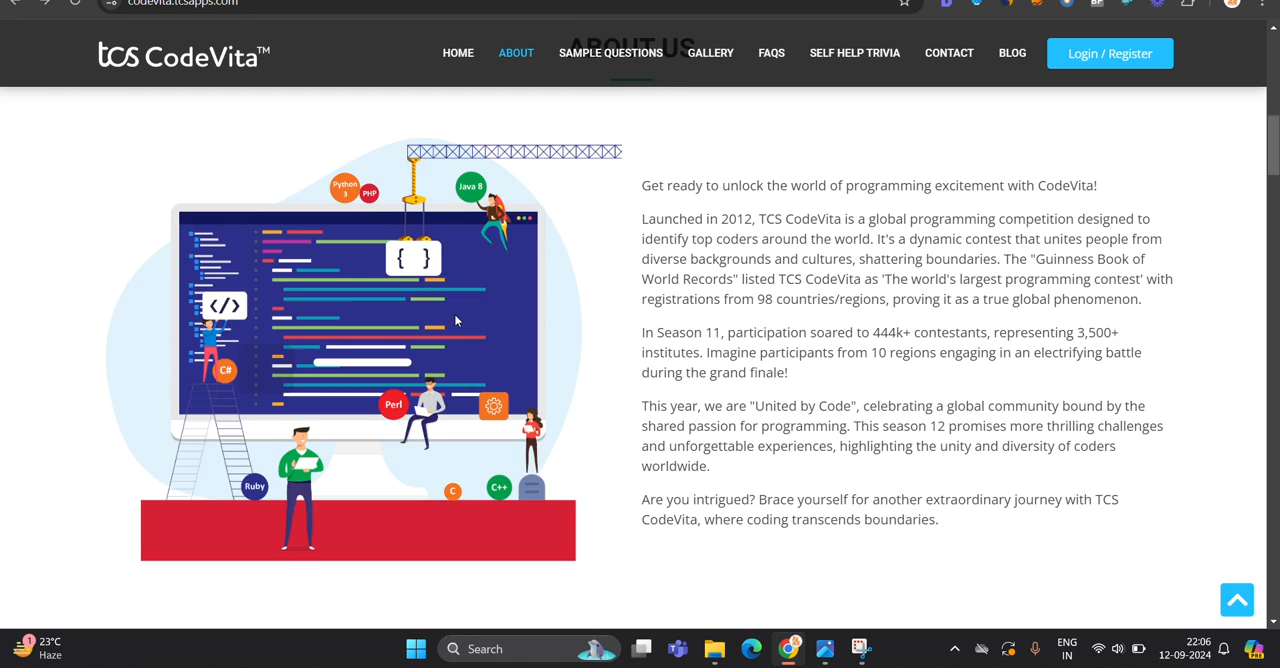 codevita.tcsapps.com
tcs CodeVita™
ABOUT US
HOME
ABOUT
SAMPLE QUESTIONS
GALLERY
FAQS
SELF HELP TRIVIA
CONTACT
BLOG
Login / Register
Python 3
PHP
Java 8
{ }
</>
C#
Perl
Ruby
C
C++
Get ready to unlock the world of programming excitement with CodeVita!
Launched in 2012, TCS CodeVita is a global programming competition designed to
identify top coders around the world. It's a dynamic contest that unites people from
diverse backgrounds and cultures, shattering boundaries. The "Guinness Book of
World Records" listed TCS CodeVita as 'The world's largest programming contest' with
registrations from 98 countries/regions, proving it as a true global phenomenon.
In Season 11, participation soared to 444k+ contestants, representing 3,500+
institutes. Imagine participants from 10 regions engaging in an electrifying battle
during the grand finale!
This year, we are "United by Code", celebrating a global community bound by the
shared passion for programming. This season 12 promises more thrilling challenges
and unforgettable experiences, highlighting the unity and diversity of coders
worldwide.
Are you intrigued? Brace yourself for another extraordinary journey with TCS
CodeVita, where coding transcends boundaries.
1
23°C
Haze
Search
ENG
IN
22:06
12-09-2024
PRE